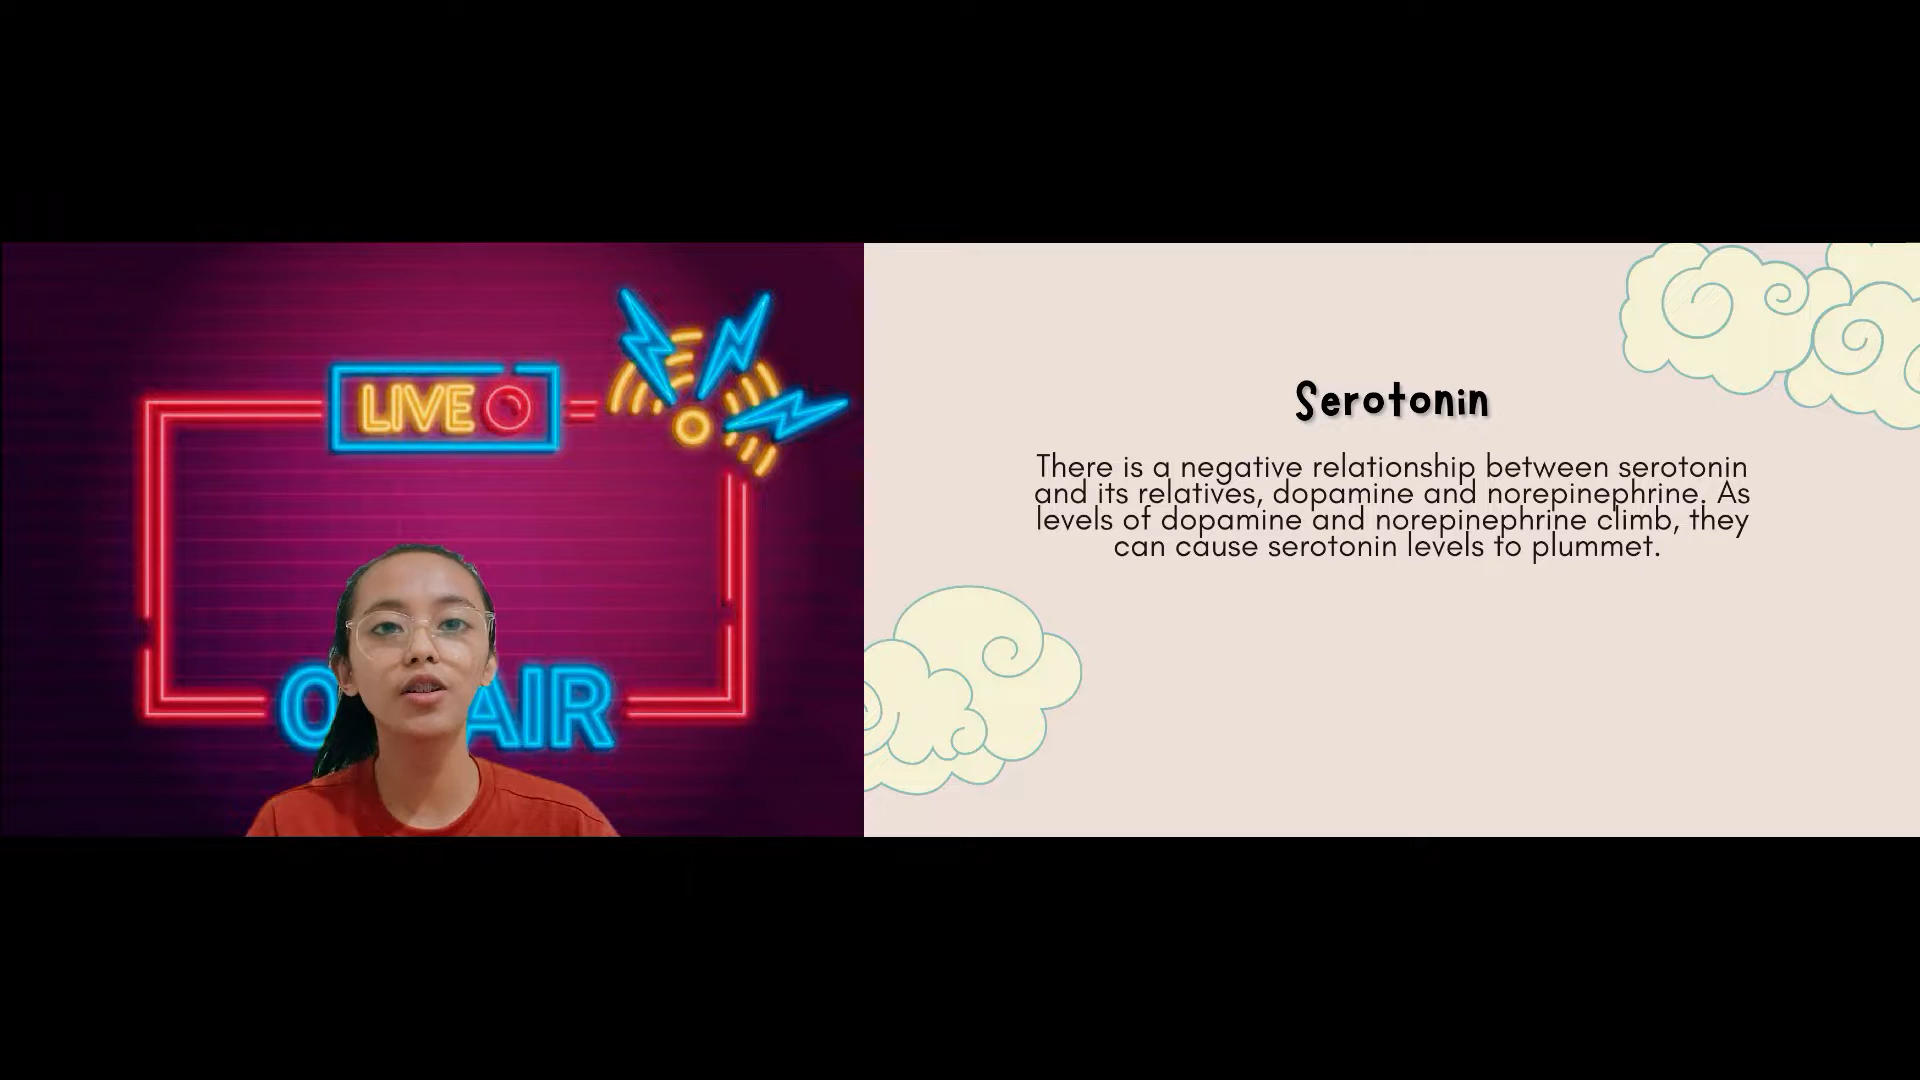 LIVE
AIR
Serotonin
There is a negative relationship between serotonin
and its relatives, dopamine and norepinephrine. As
levels of dopamine and norepinephrine climb, they
can cause serotonin levels to plummet.